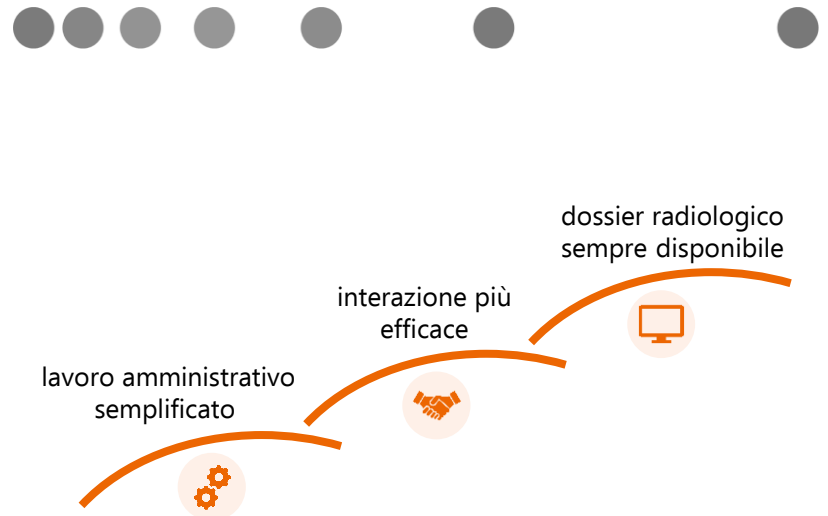 dossier radiologico
sempre disponibile
interazione più
efficace
lavoro amministrativo
semplificato